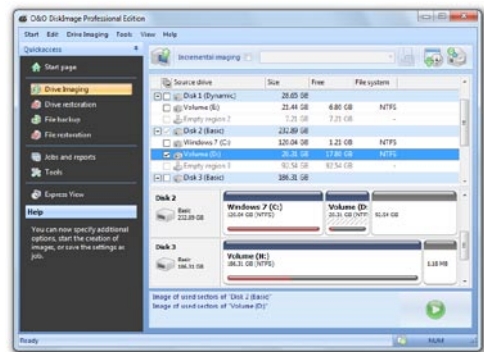 O&O DiskImage Professional Edition
Start Edit Drive Imaging Tools View Help
Quickaccess
Incremental imaging
Start page
Drive Imaging
Drive restoration
File backup
File restoration
Jobs and reports
Tools
Express View
Help
You can now specify additional
options, start the creation of
images, or save the settings as
job.
Source drive Size Free File system
Disk 1 (Dynamic) 28.65 GB
Volume (E:) 21.44 GB 6.80 GB NTFS
Empty region 2 7.21 GB 7.21 GB -
Disk 2 (Basic) 232.89 GB
Windows 7 (C:) 120.04 GB 1.21 GB NTFS
Volume (D:) 20.31 GB 17.80 GB NTFS
Empty region 3 92.54 GB 92.54 GB -
Disk 3 (Basic) 186.31 GB
Disk 2
Basic
232.89 GB
Windows 7 (C:)
120.04 GB (NTFS)
Volume (D:
20.31 GB (NTF
92.54 GB
Disk 3
Basic
186.31 GB
Volume (H:)
186.31 GB (NTFS)
Image of used sectors of "Disk 2 (Basic)"
Image of used sectors of "Volume (D:)"
Ready NUM